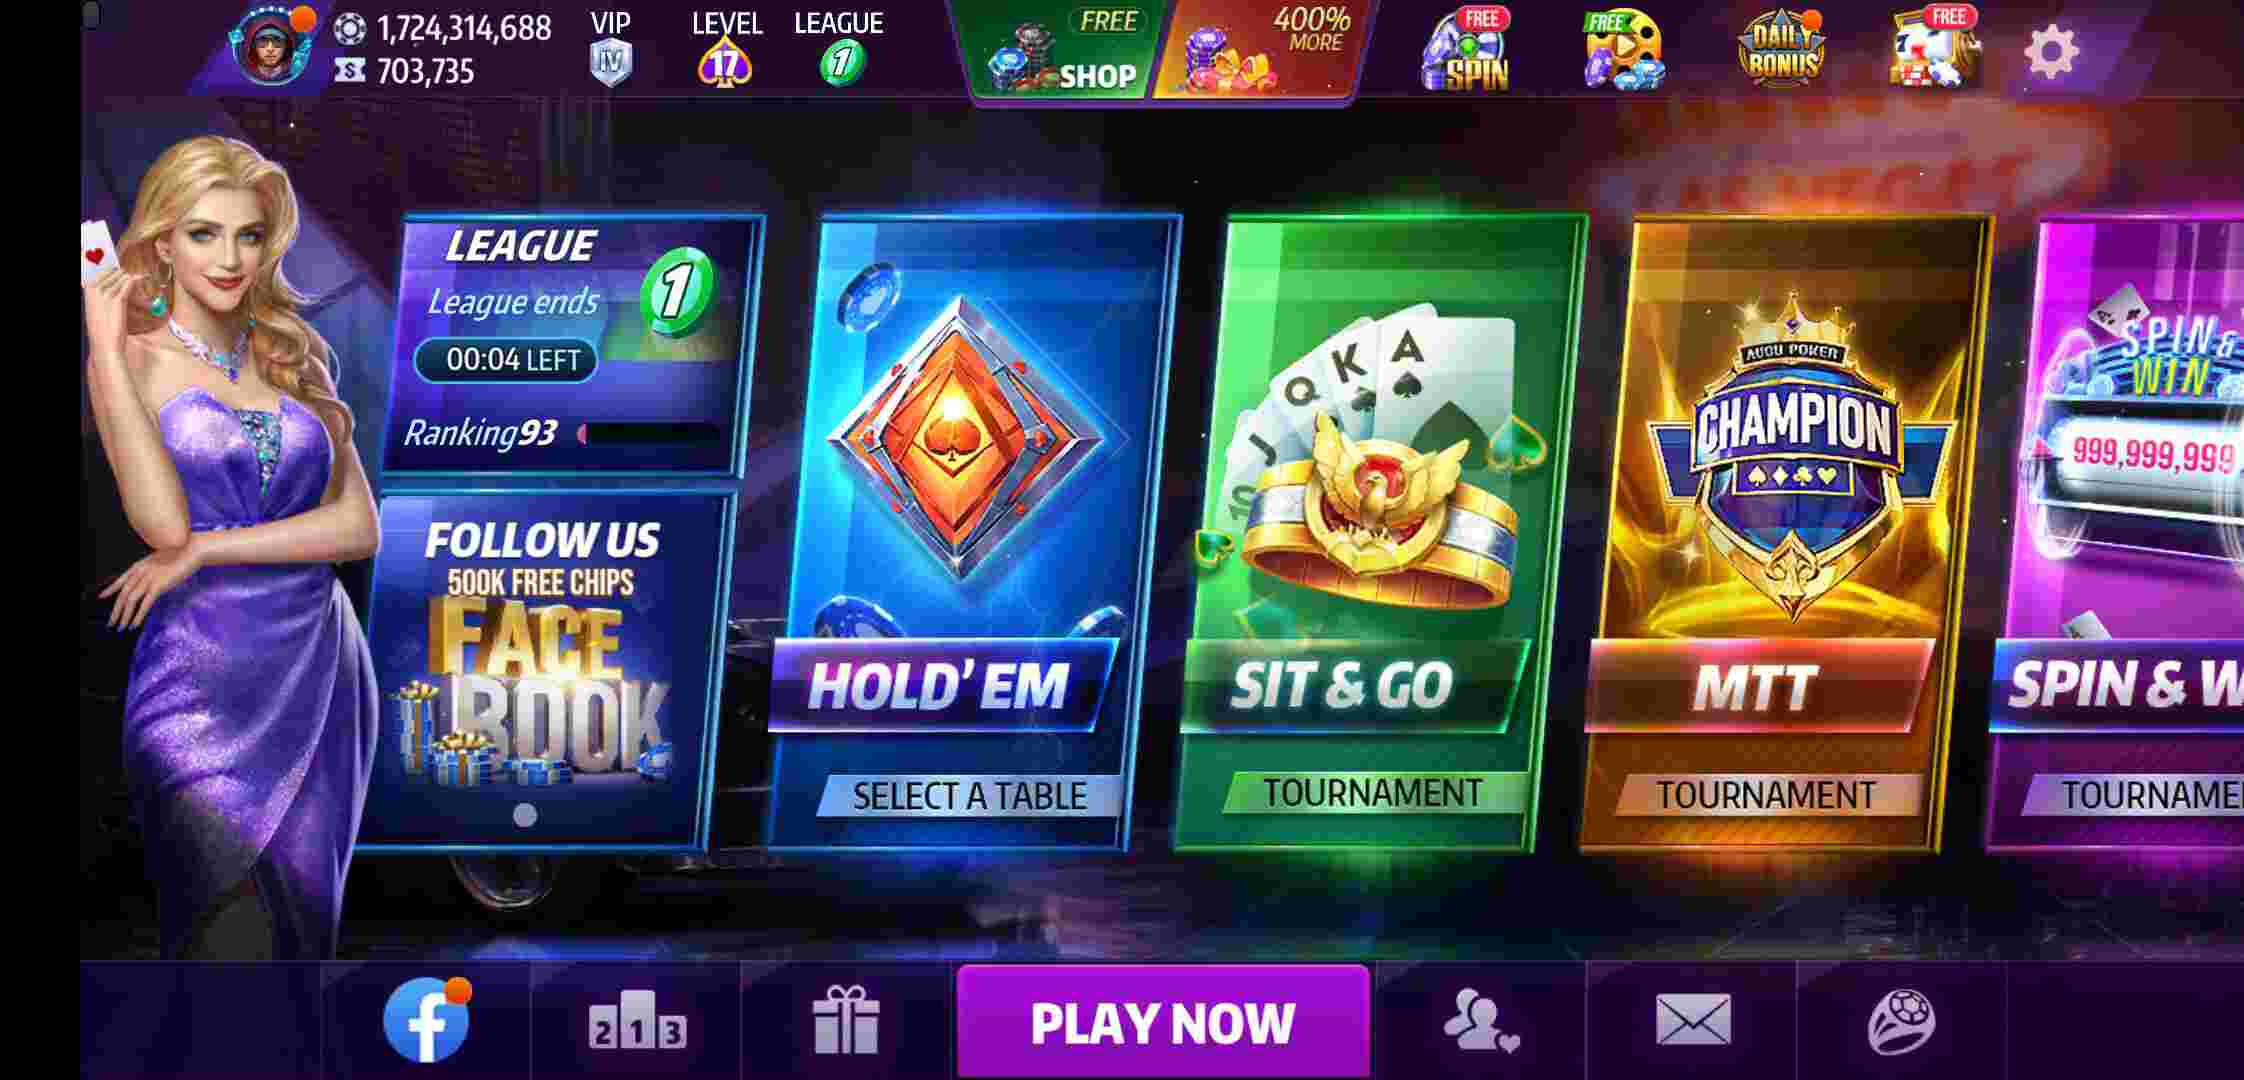 1,724,314,688
703,735
VIP
IV
LEVEL
17
LEAGUE
1
FREE
SHOP
400%
MORE
FREE
SPIN
FREE
DAILY
BONUS
FREE
7
LEAGUE
1
League ends
00:04 LEFT
Ranking93
FOLLOW US
500K FREE CHIPS
FACE
BOOK
HOLD'EM
SELECT A TABLE
10
J
Q
K
A
SIT & GO
TOURNAMENT
CHAMPION
MTT
TOURNAMENT
SPIN &
WIN
999,999,999
SPIN & W
TOURNAME
2 1 3
PLAY NOW